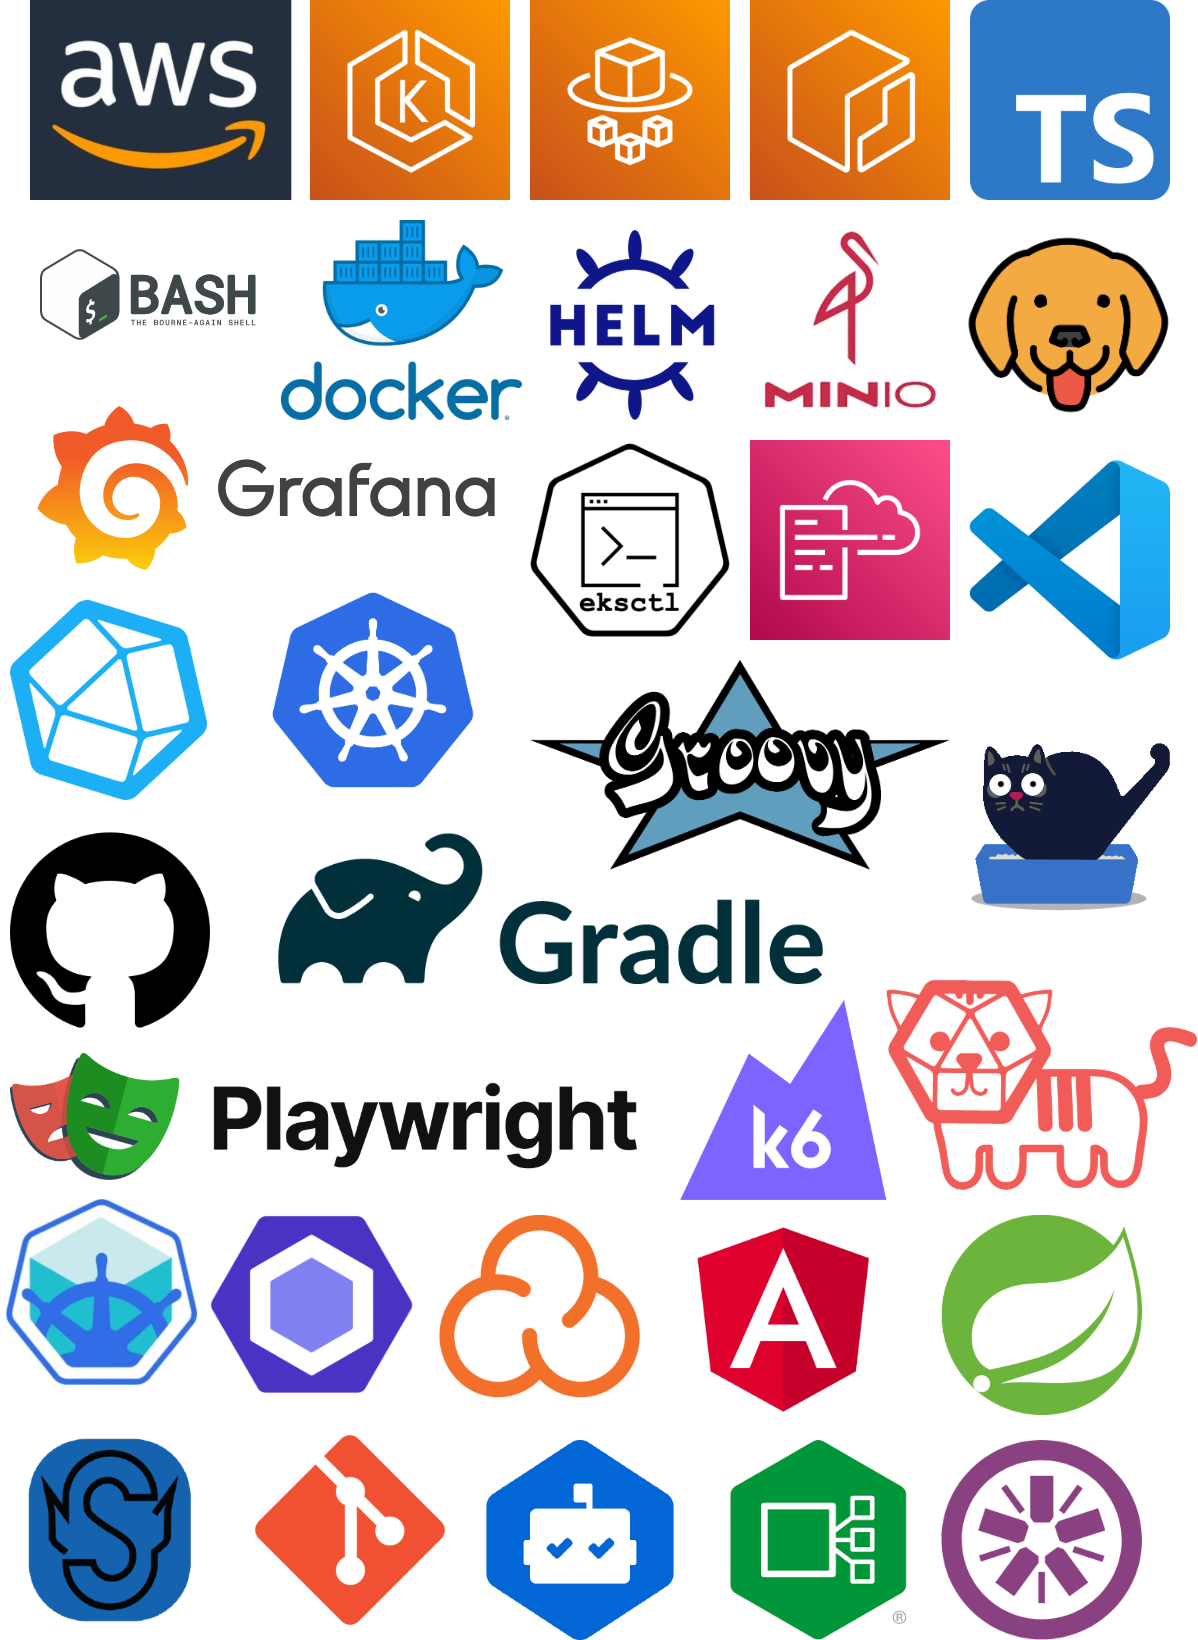 aws
K
TS
BASH
THE BOURNE-AGAIN SHELL
$_
docker®
HELM
MINIO
Grafana
>_
eksctl
Groovy
Gradle
Playwright
k6
A
S
®